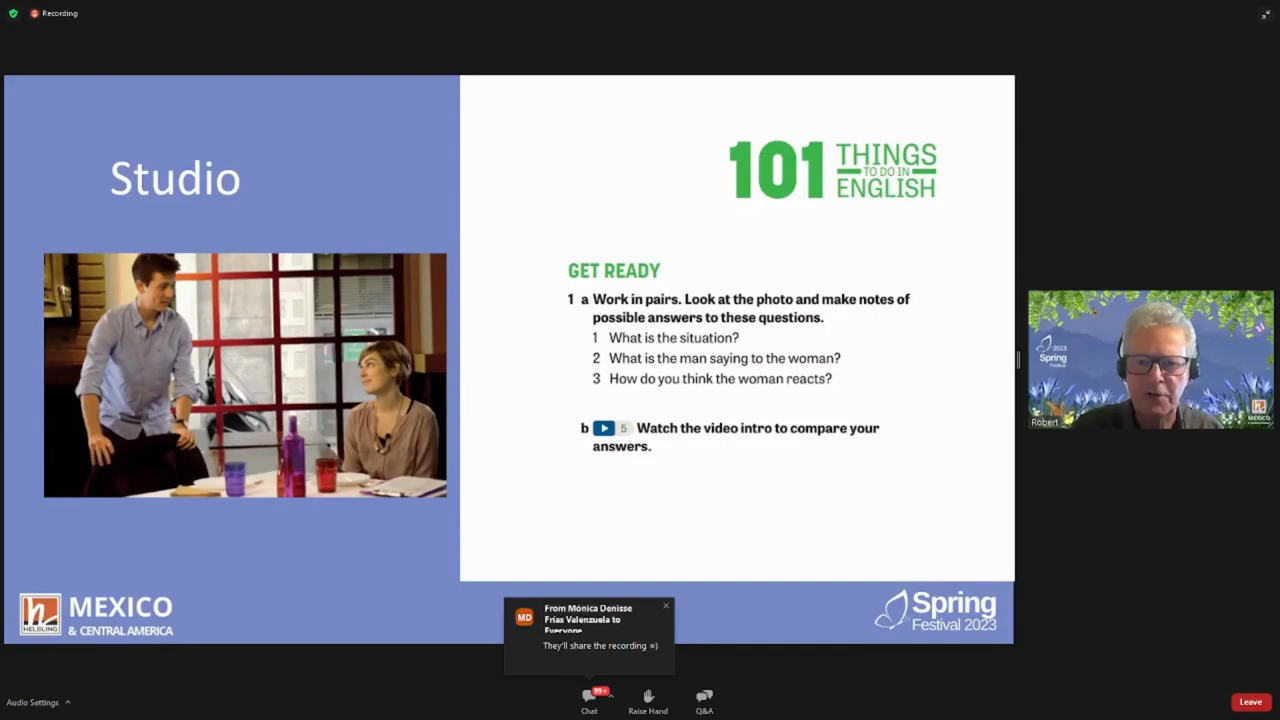 Recording
Studio
101 THINGS
TO DO IN
ENGLISH
GET READY
1 a Work in pairs. Look at the photo and make notes of
possible answers to these questions.
1 What is the situation?
2 What is the man saying to the woman?
3 How do you think the woman reacts?
b 5 Watch the video intro to compare your
answers.
2023
Spring
Festival
MEXICO
Robert
h
HELBLING
MEXICO
& CENTRAL AMERICA
Spring
Festival 2023
MD
From Mónica Denisse
Frías Valenzuela to
Everyone
They'll share the recording =)
Audio Settings
99+
Chat
Raise Hand
Q&A
Leave